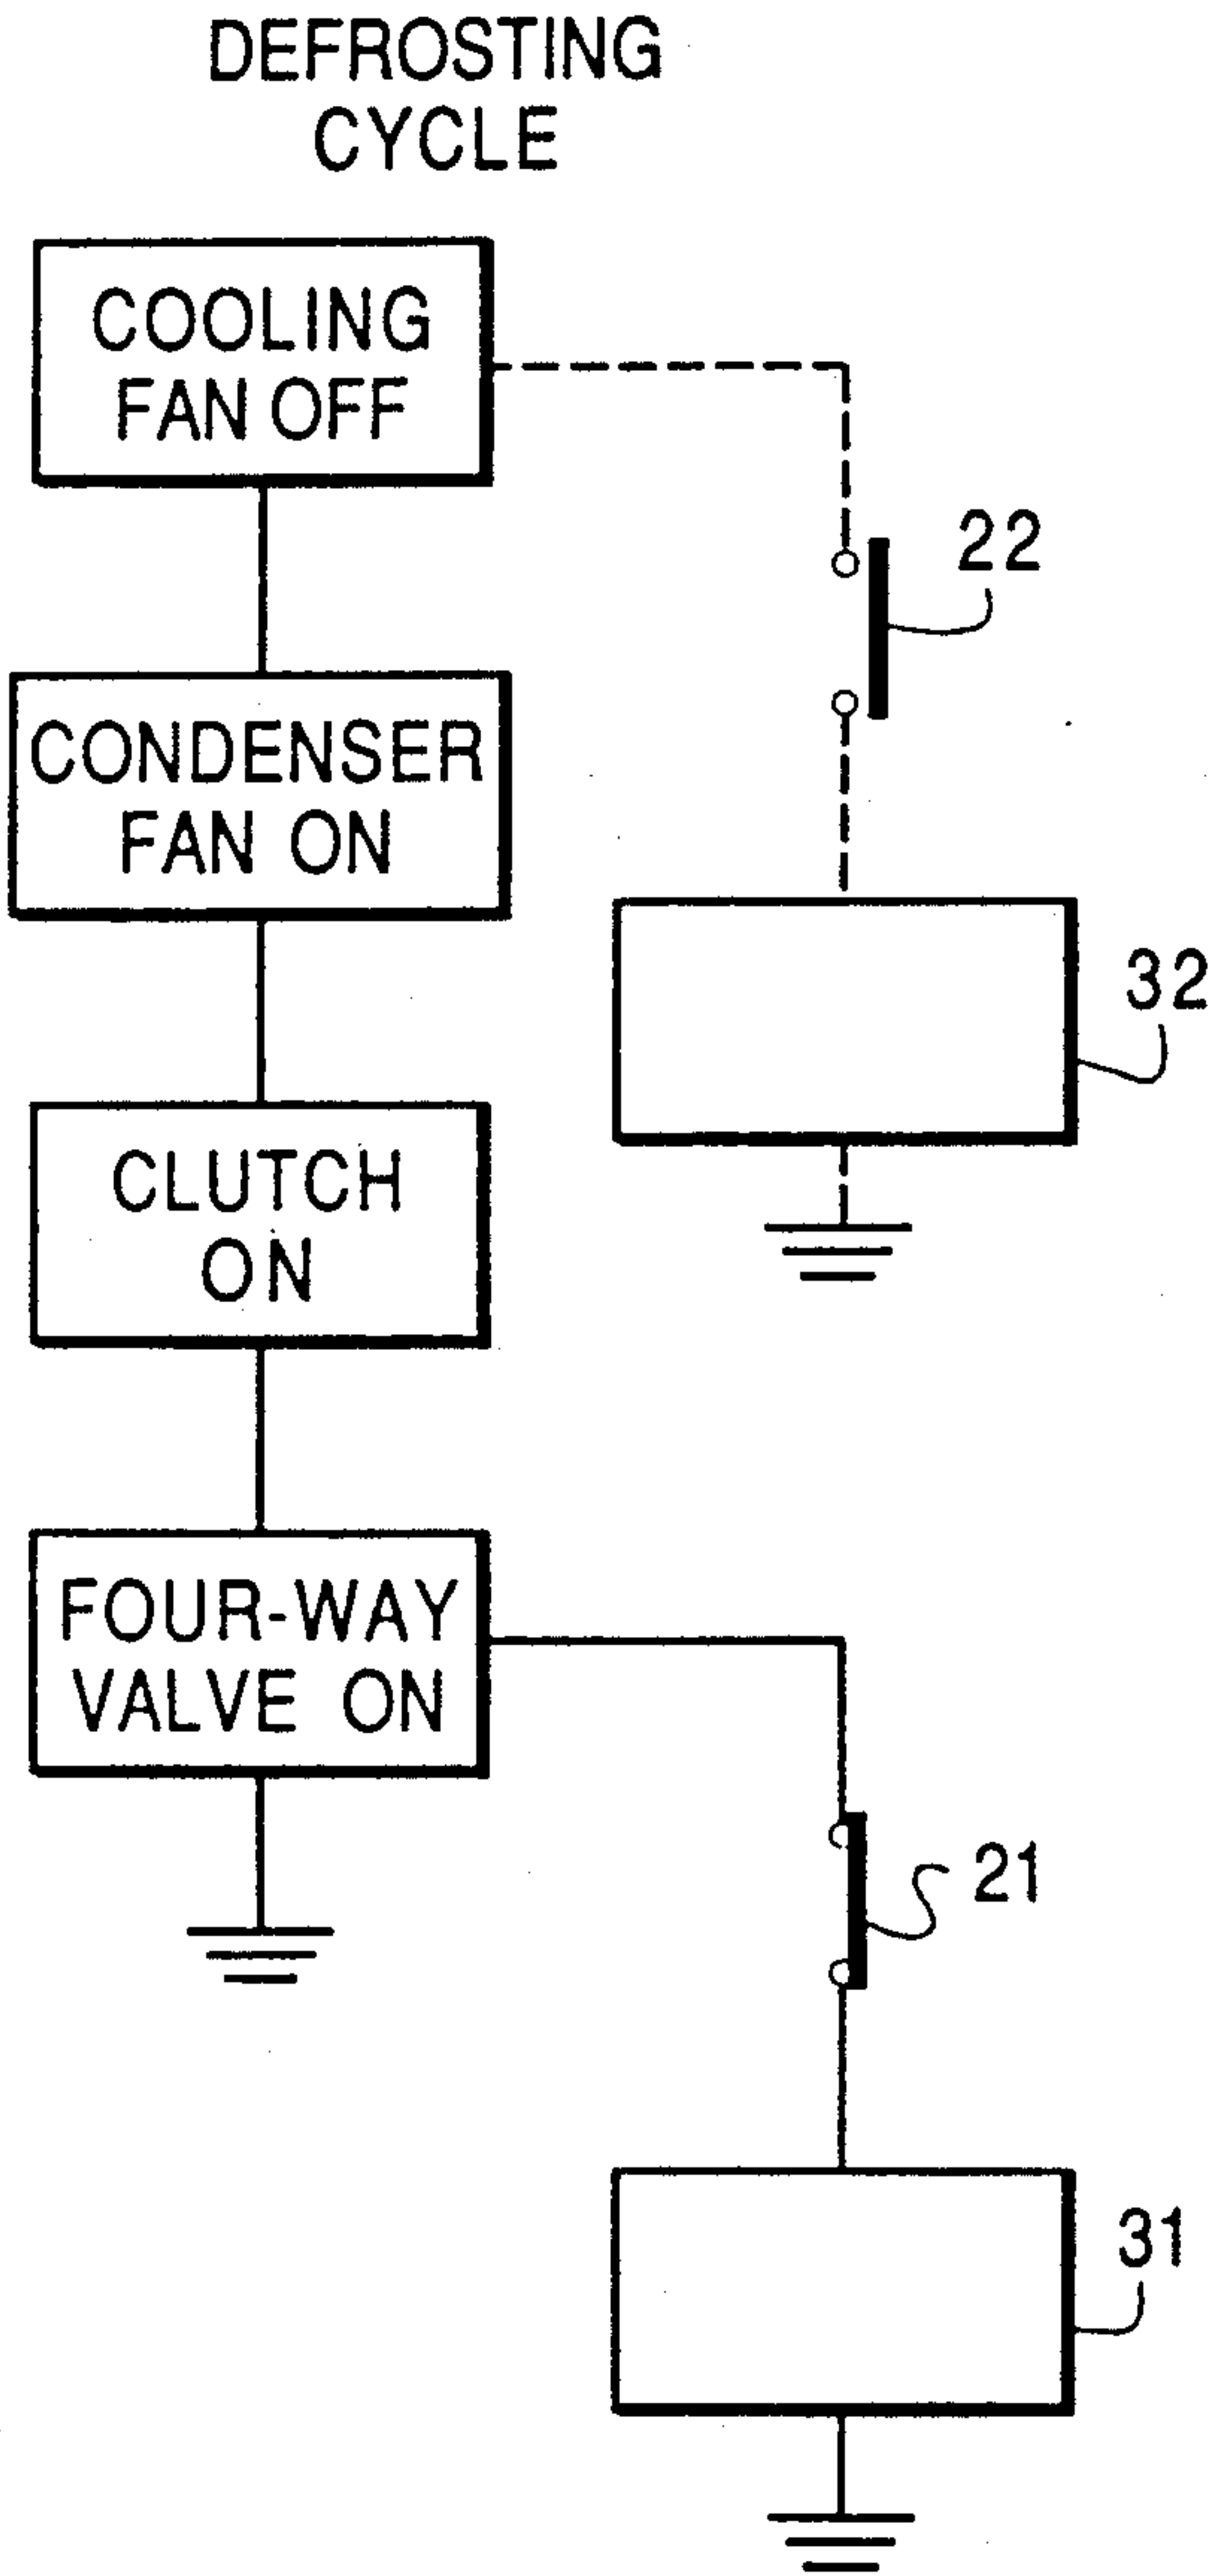 DEFROSTING
CYCLE
COOLING
FAN OFF
22
CONDENSER
FAN ON
32
CLUTCH
ON
FOUR-WAY
VALVE ON
21
31